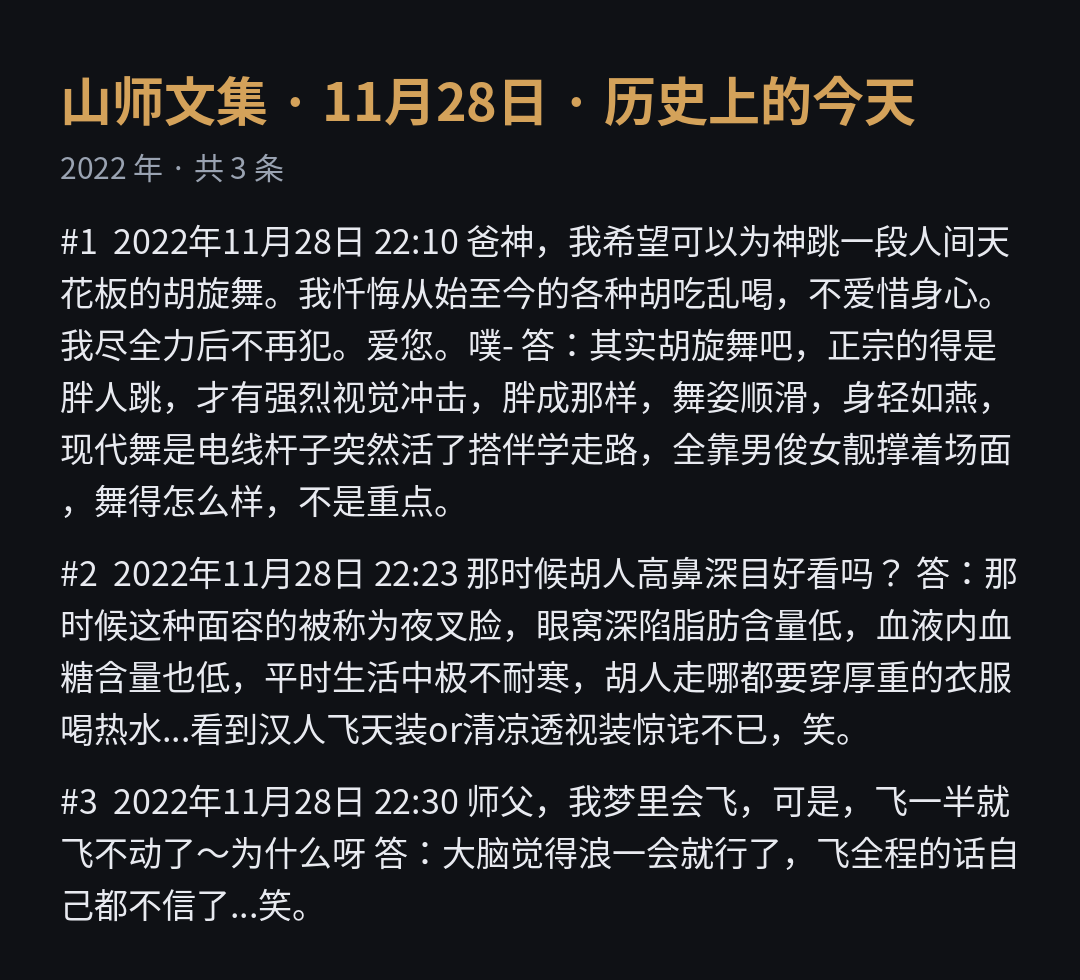 山师文集 · 11月28日 · 历史上的今天
2022 年 · 共 3 条
#1 2022年11月28日 22:10 爸神，我希望可以为神跳一段人间天
花板的胡旋舞。我忏悔从始至今的各种胡吃乱喝，不爱惜身心。
我尽全力后不再犯。爱您。噗- 答：其实胡旋舞吧，正宗的得是
胖人跳，才有强烈视觉冲击，胖成那样，舞姿顺滑，身轻如燕，
现代舞是电线杆子突然活了搭伴学走路，全靠男俊女靓撑着场面
，舞得怎么样，不是重点。
#2 2022年11月28日 22:23 那时候胡人高鼻深目好看吗？ 答：那
时候这种面容的被称为夜叉脸，眼窝深陷脂肪含量低，血液内血
糖含量也低，平时生活中极不耐寒，胡人走哪都要穿厚重的衣服
喝热水...看到汉人飞天装or清凉透视装惊诧不已，笑。
#3 2022年11月28日 22:30 师父，我梦里会飞，可是，飞一半就
飞不动了～为什么呀 答：大脑觉得浪一会就行了，飞全程的话自
己都不信了...笑。